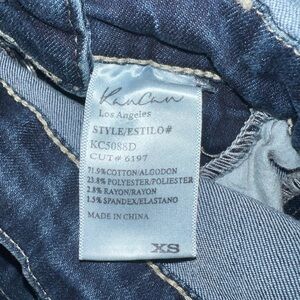 KanCan
Los Angeles
STYLE/ESTILO#
KC5088D
CUT# 6197
71.9% COTTON/ALGODON
23.8% POLYESTER/POLIESTER
2.8% RAYON/RAYON
1.5% SPANDEX/ELASTANO
MADE IN CHINA
XS